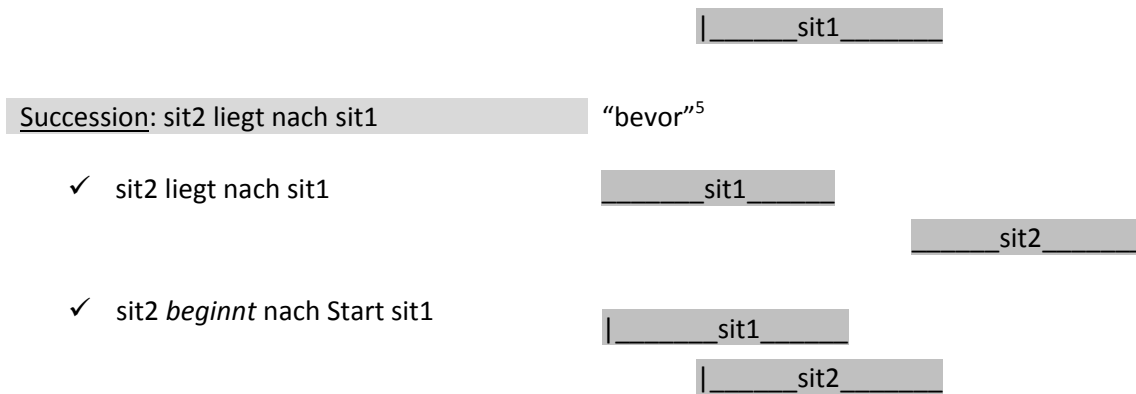 |______sit1_______
Succession: sit2 liegt nach sit1 “bevor”5
✓ sit2 liegt nach sit1 _______sit1______
______sit2_______
✓ sit2 beginnt nach Start sit1
|_______sit1______
|______sit2_______